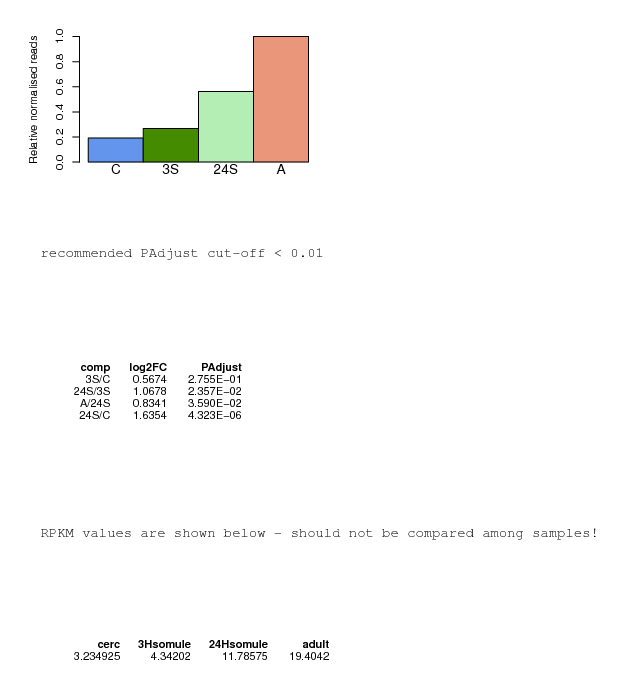 Relative normalised reads
1.0
0.8
0.6
0.4
0.2
0.0
C 3S 24S A
recommended PAdjust cut-off < 0.01
comp log2FC PAdjust
3S/C 0.5674 2.755E-01
24S/3S 1.0678 2.357E-02
A/24S 0.8341 3.590E-02
24S/C 1.6354 4.323E-06
RPKM values are shown below - should not be compared among samples!
cerc 3Hsomule 24Hsomule adult
3.234925 4.34202 11.78575 19.4042